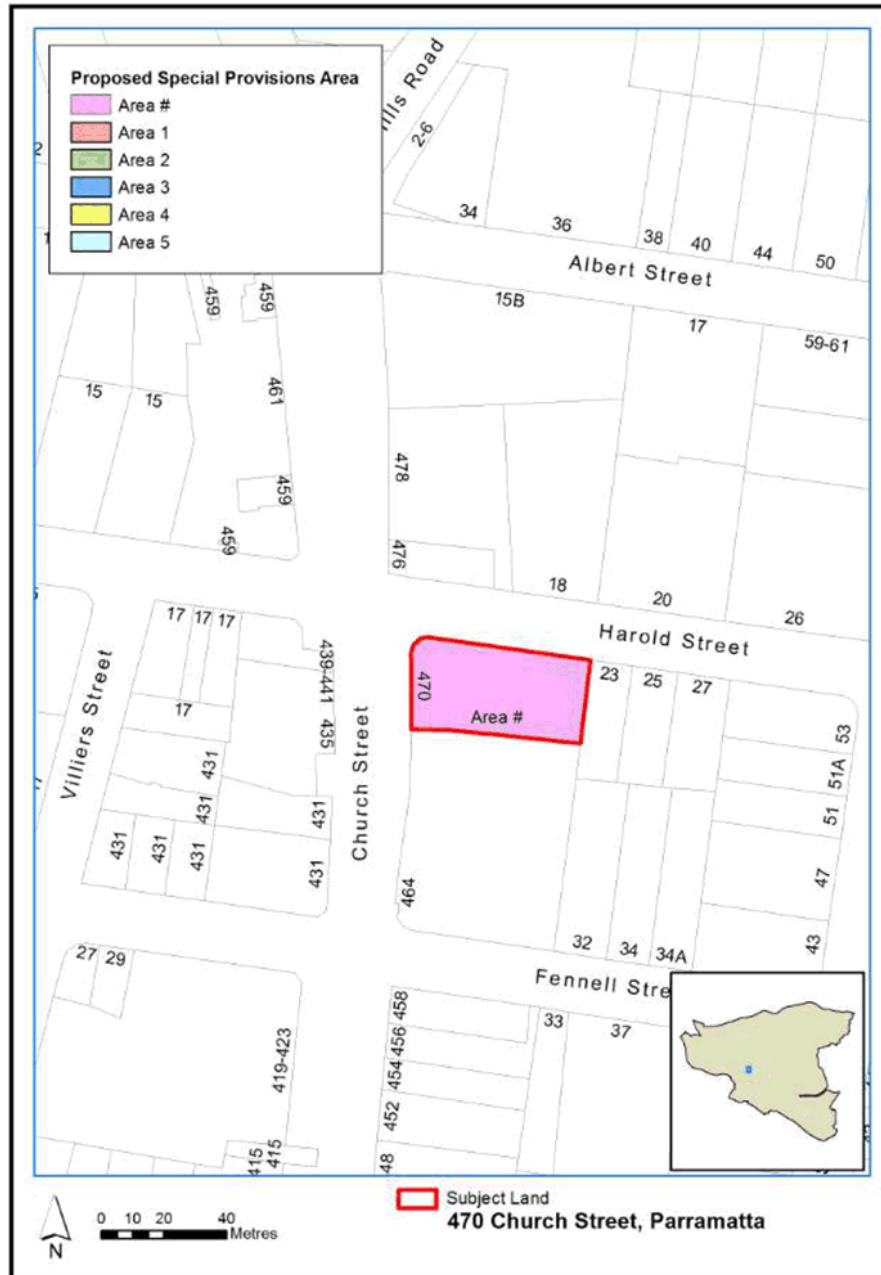 Proposed Special Provisions Area
Area #
Area 1
Area 2
Area 3
Area 4
Area 5
2-6
34
36
38
40
44
50
Albert Street
15B
17
59-61
459
459
461
15
15
478
459
459
476
18
20
26
Harold Street
17
17
17
439-441
470
Area #
23
25
27
17
435
53
Villiers Street
Church Street
431
51A
431
431
51
431
431
431
431
464
47
32
34
34A
43
27
29
Fennell
458
33
37
456
419-423
454
452
415
415
48
N
0 10 20 40
Metres
Subject Land
470 Church Street, Parramatta